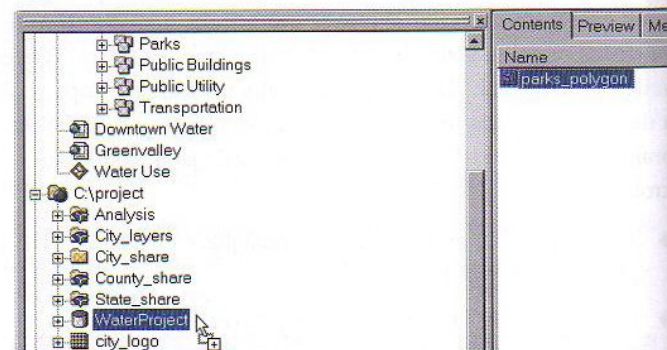 Parks
Public Buildings
Public Utility
Transportation
Downtown Water
Greenvalley
Water Use
C:\project
Analysis
City_layers
City_share
County_share
State_share
WaterProject
city_logo
Contents Preview
Name
parks_polygon